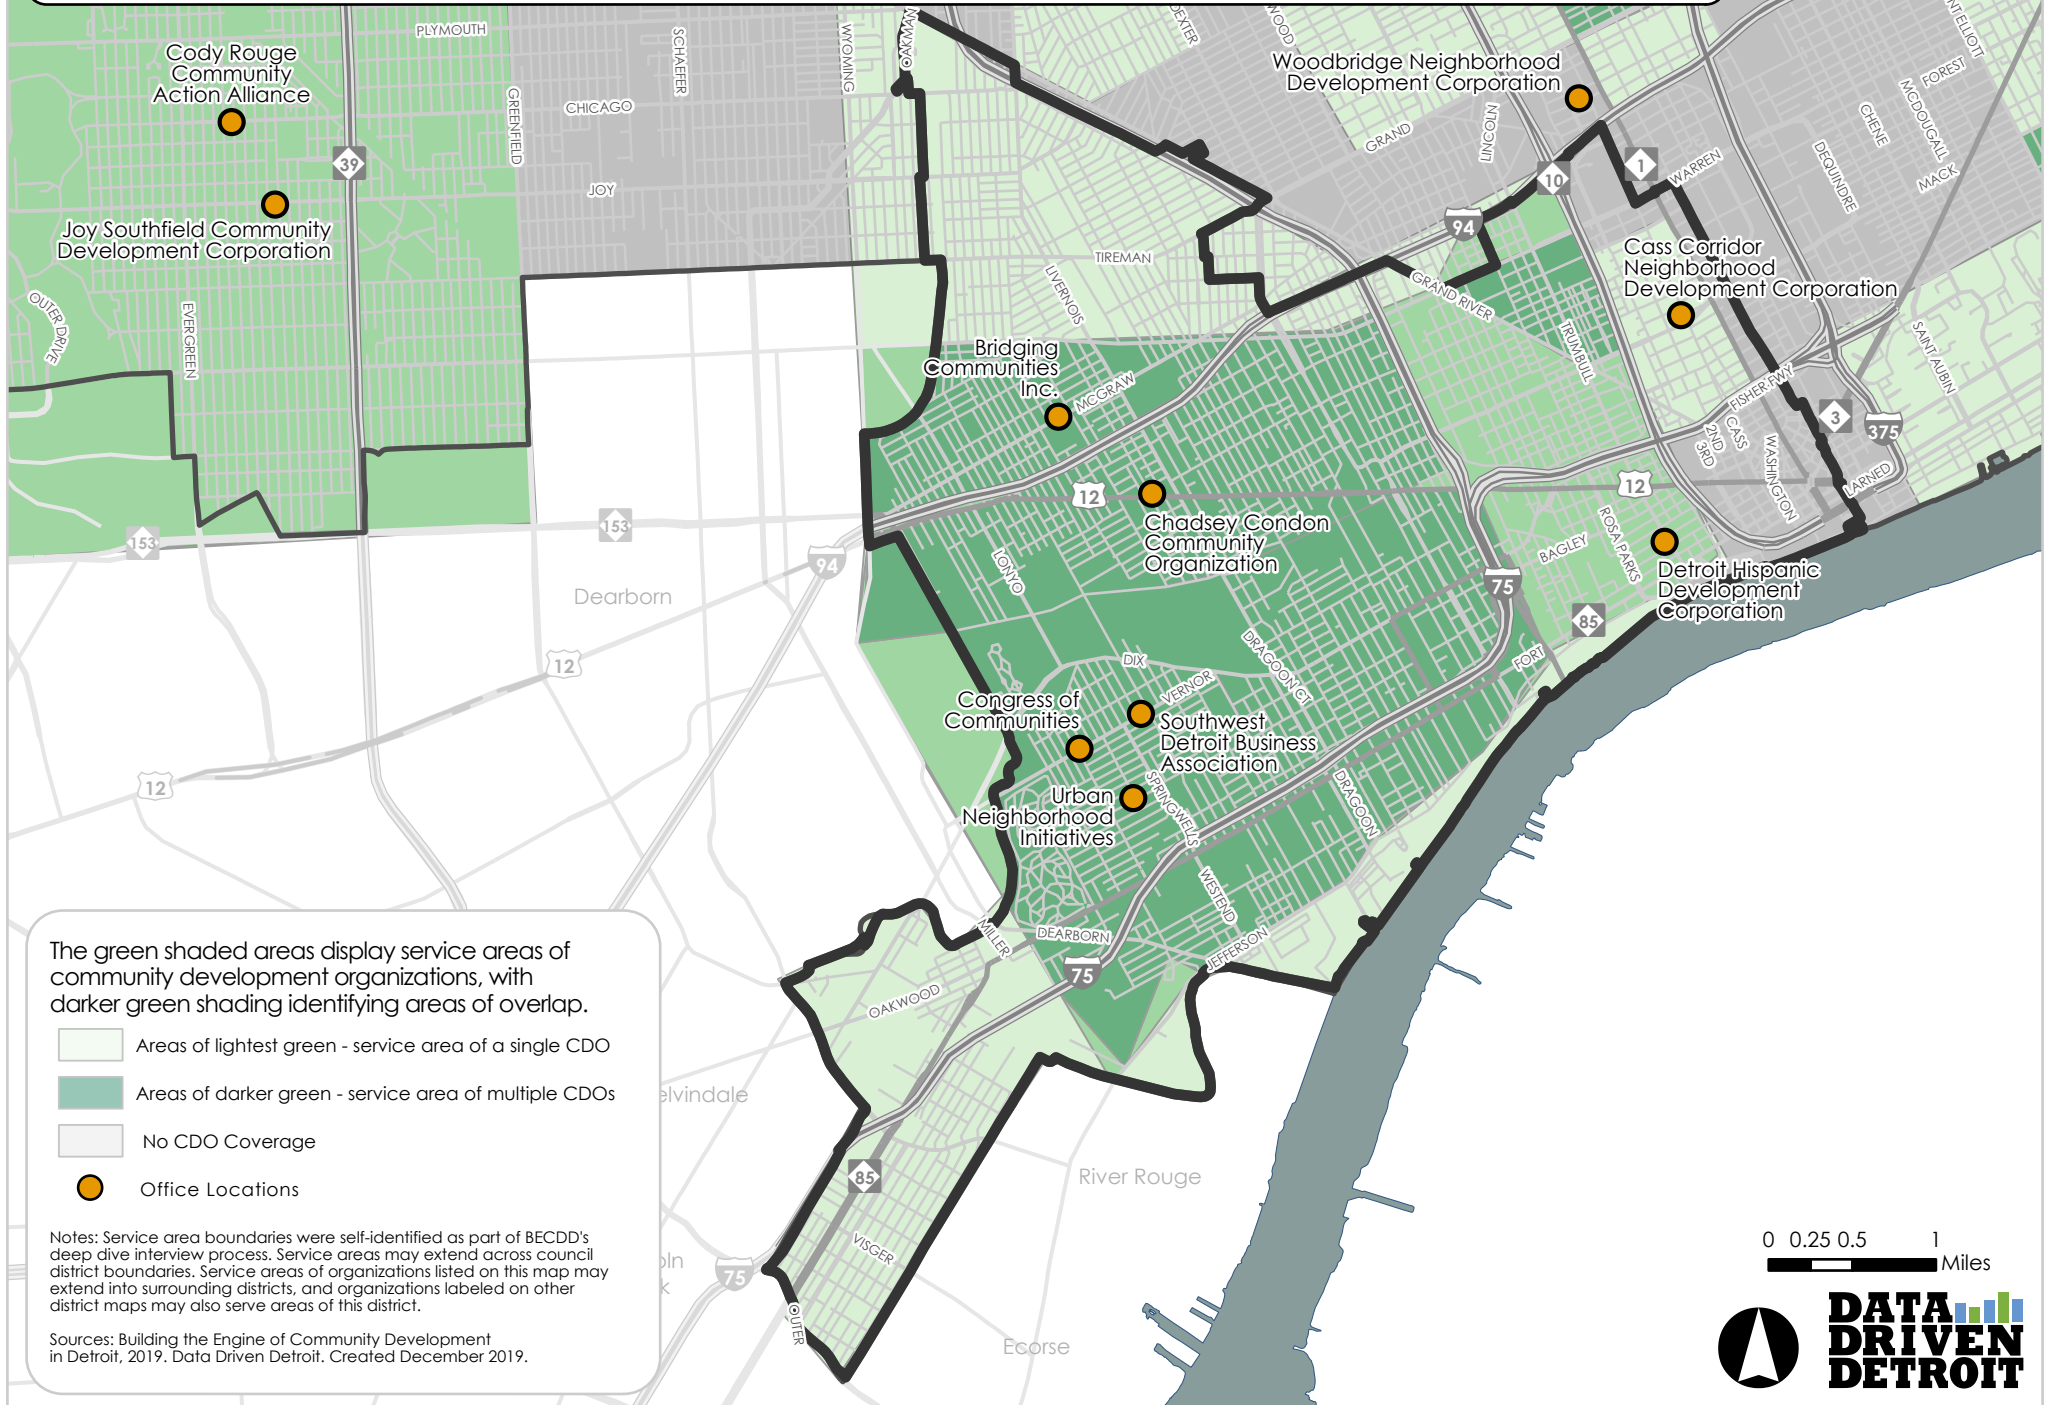 PLYMOUTH
SCHAEFER
WYOMING
OAKMAN
DEXTER
WOOD
NTELLIOTT
Cody Rouge
Community
Action Alliance
Woodbridge Neighborhood
Development Corporation
FOREST
MCDOUGALL
CHENE
GREENFIELD
CHICAGO
GRAND
LINCOLN
DEQUINDRE
MACK
39
10
1
WARREN
JOY
Joy Southfield Community
Development Corporation
94
Cass Corridor
Neighborhood
Development Corporation
TIREMAN
LIVERNOIS
GRAND RIVER
OUTER DRIVE
EVERGREEN
TRUMBULL
SAINT AUBIN
Bridging
Communities
Inc.
MCGRAW
FISHER FWY
3
375
2ND
3RD
CASS
WASHINGTON
LARNED
12
12
Chadsey Condon
Community
Organization
ROSA PARKS
BAGLEY
153
153
94
LONYO
75
Detroit Hispanic
Development
Corporation
Dearborn
85
12
DIX
DRAGOON CT
FORT
VERNOR
Congress of
Communities
Southwest
Detroit Business
Association
12
SPRINGWELLS
DRAGOON
Urban
Neighborhood
Initiatives
WESTEND
MILLER
DEARBORN
JEFFERSON
75
OAKWOOD
The green shaded areas display service areas of
community development organizations, with
darker green shading identifying areas of overlap.
Areas of lightest green - service area of a single CDO
Areas of darker green - service area of multiple CDOs
No CDO Coverage
Office Locations
elvindale
85
River Rouge
VISGER
oln
k
75
OUTER
Ecorse
Notes: Service area boundaries were self-identified as part of BECDD's
deep dive interview process. Service areas may extend across council
district boundaries. Service areas of organizations listed on this map may
extend into surrounding districts, and organizations labeled on other
district maps may also serve areas of this district.
Sources: Building the Engine of Community Development
in Detroit, 2019. Data Driven Detroit. Created December 2019.
0 0.25 0.5 1
Miles
DATA
DRIVEN
DETROIT